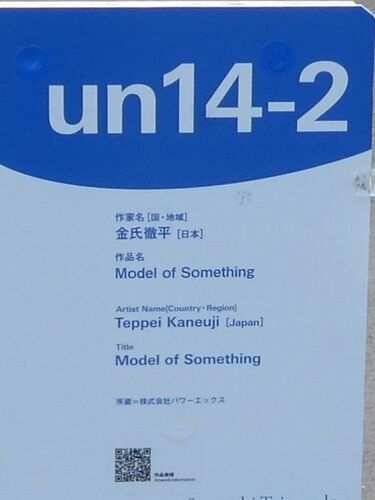 un14-2
作家名 [国・地域]
金氏徹平 [日本]
作品名
Model of Something
Artist Name[Country・Region]
Teppei Kaneuji [Japan]
Title
Model of Something
所蔵＝株式会社パワーエックス
作品情報
Artwork Information